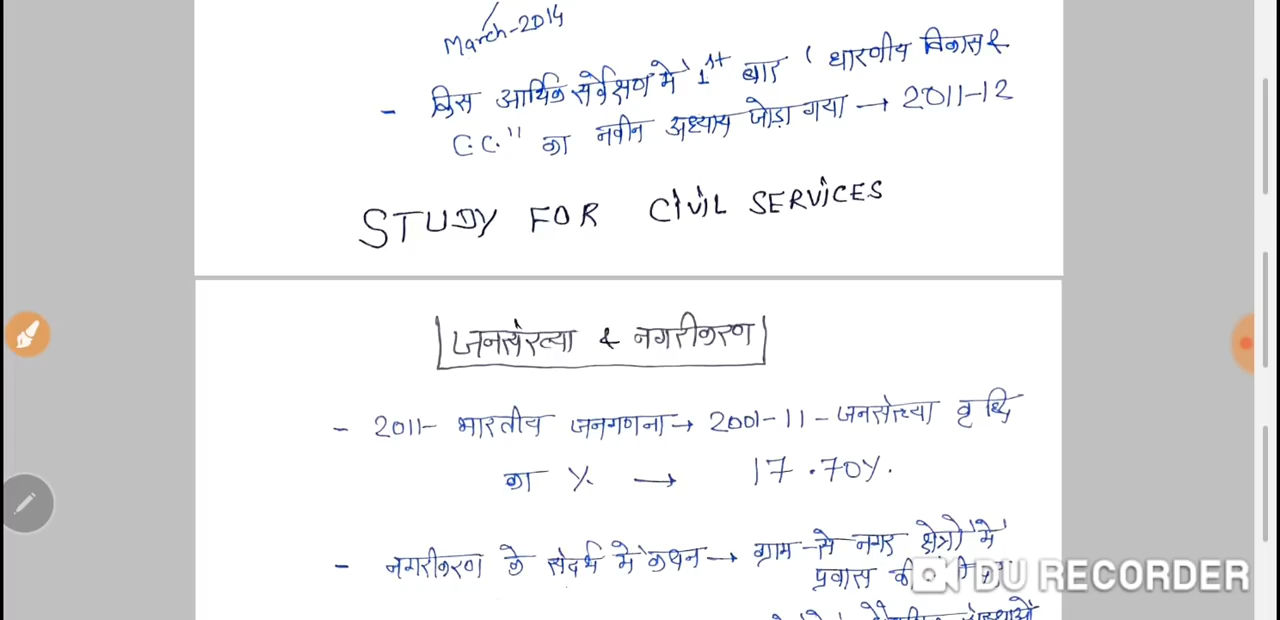 March-2014
- किस आर्थिक सर्वेक्षण में 1st बार "धारणीय विकास &
C.C." का नवीन अध्याय जोड़ा गया → 2011-12
STUDY FOR CIVIL SERVICES
जनसंख्या & नगरीकरण
- 2011- भारतीय जनगणना → 2001-11 - जनसंख्या वृद्धि
का % → 17.70%.
- नगरीकरण के संदर्भ में कथन → ग्राम से नगर क्षेत्रों में
प्रवास की
DU RECORDER